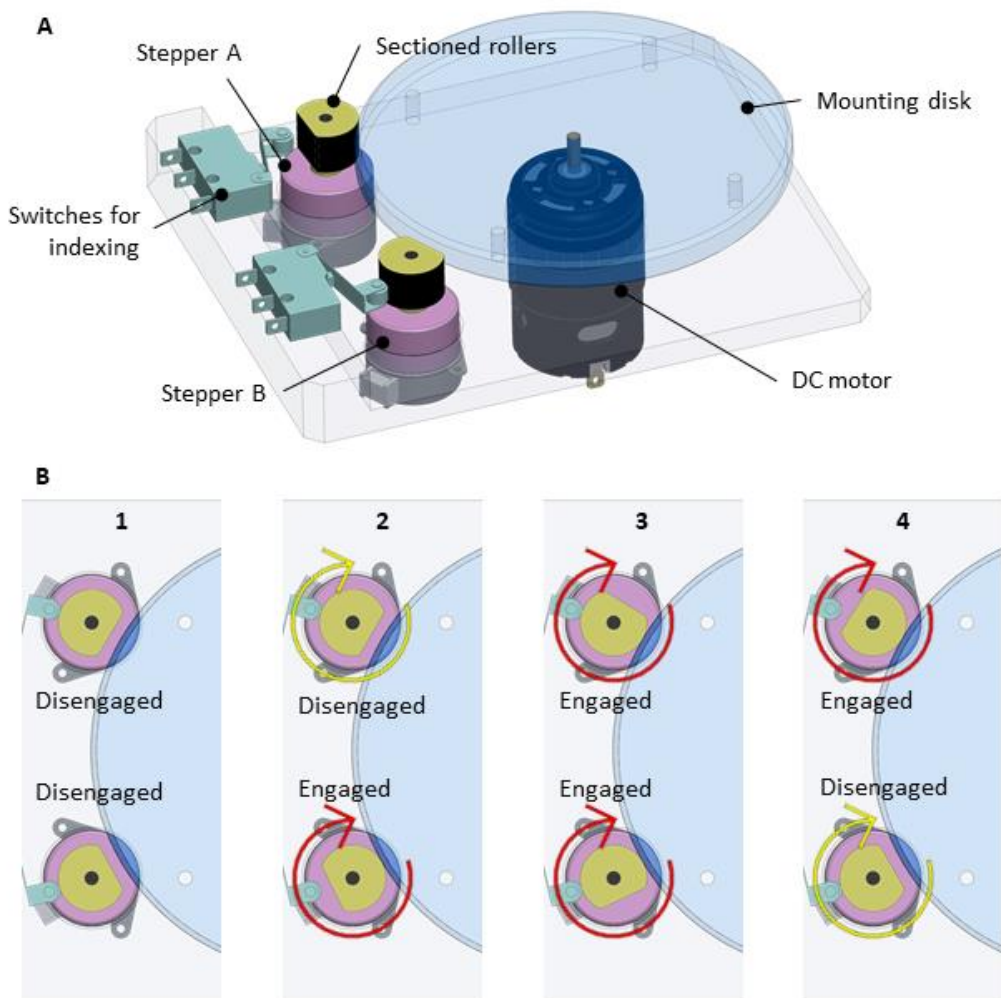 A
Stepper A
Sectioned rollers
Mounting disk
Switches for
indexing
Stepper B
DC motor
B
1
2
3
4
Disengaged
Disengaged
Engaged
Engaged
Disengaged
Engaged
Engaged
Disengaged